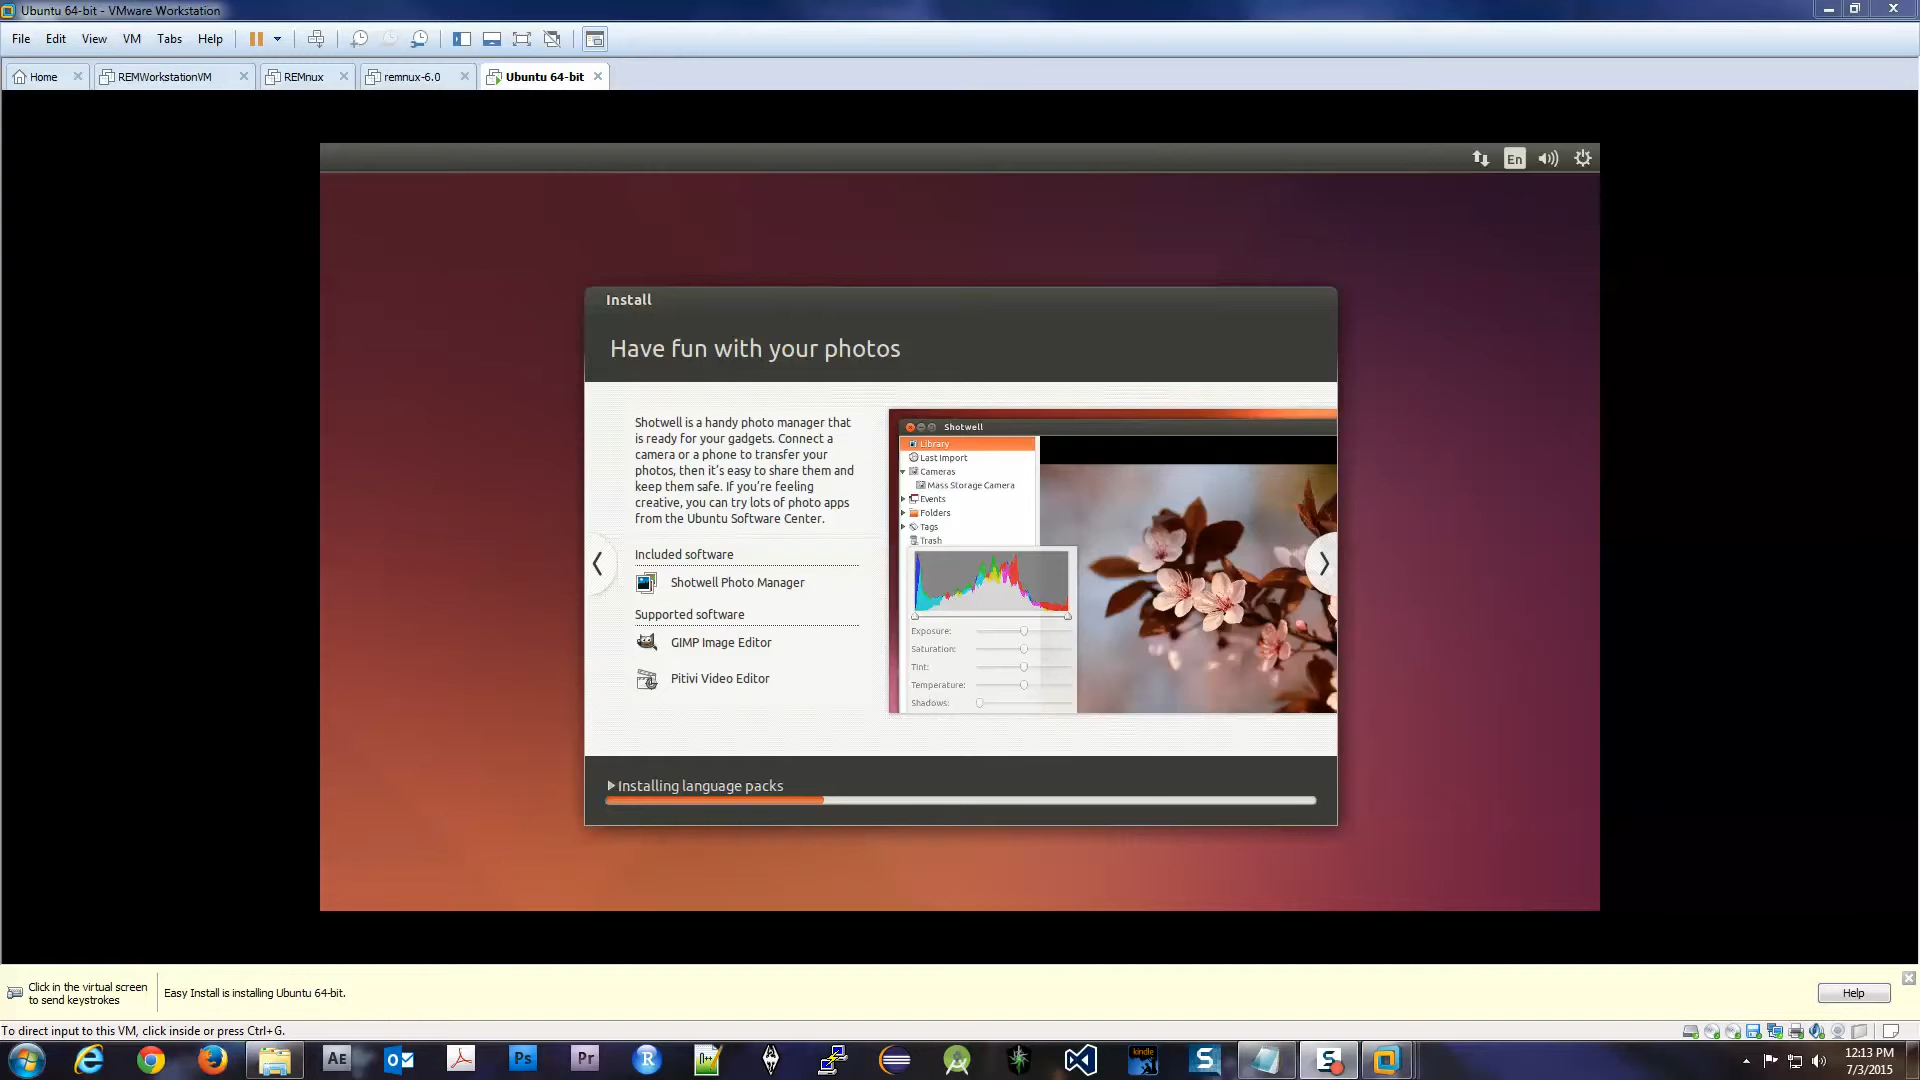 Ubuntu 64-bit - VMware Workstation
File Edit View VM Tabs Help
Home REMWorkstationVM REMnux remnux-6.0 Ubuntu 64-bit
En
Install
Have fun with your photos
Shotwell is a handy photo manager that
is ready for your gadgets. Connect a
camera or a phone to transfer your
photos, then it's easy to share them and
keep them safe. If you're feeling
creative, you can try lots of photo apps
from the Ubuntu Software Center.
Included software
Shotwell Photo Manager
Supported software
GIMP Image Editor
Pitivi Video Editor
Shotwell
Library
Last Import
Cameras
Mass Storage Camera
Events
Folders
Tags
Trash
Exposure:
Saturation:
Tint:
Temperature:
Shadows:
Installing language packs
Click in the virtual screen
to send keystrokes
Easy Install is installing Ubuntu 64-bit.
Help
To direct input to this VM, click inside or press Ctrl+G.
AE Ps Pr R kindle S S
12:13 PM
7/3/2015